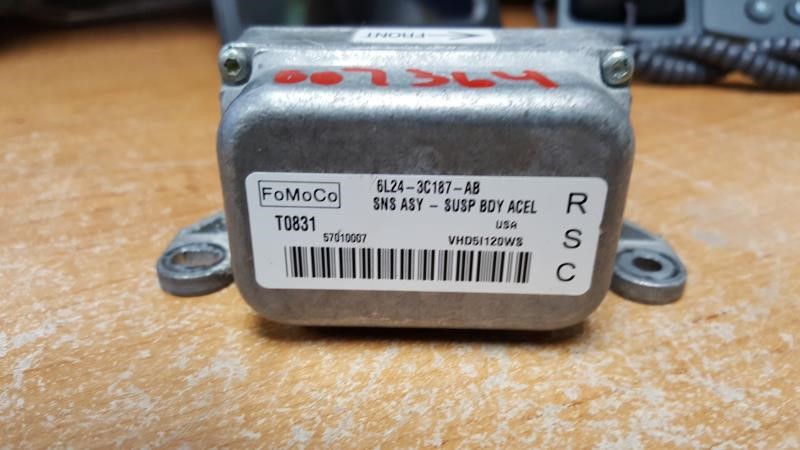 ←FRONT
FoMoCo
6L24-3C187-AB
SNS ASY - SUSP BDY ACEL
T0831
USA
57010007
VHD5I120WS
R
S
C